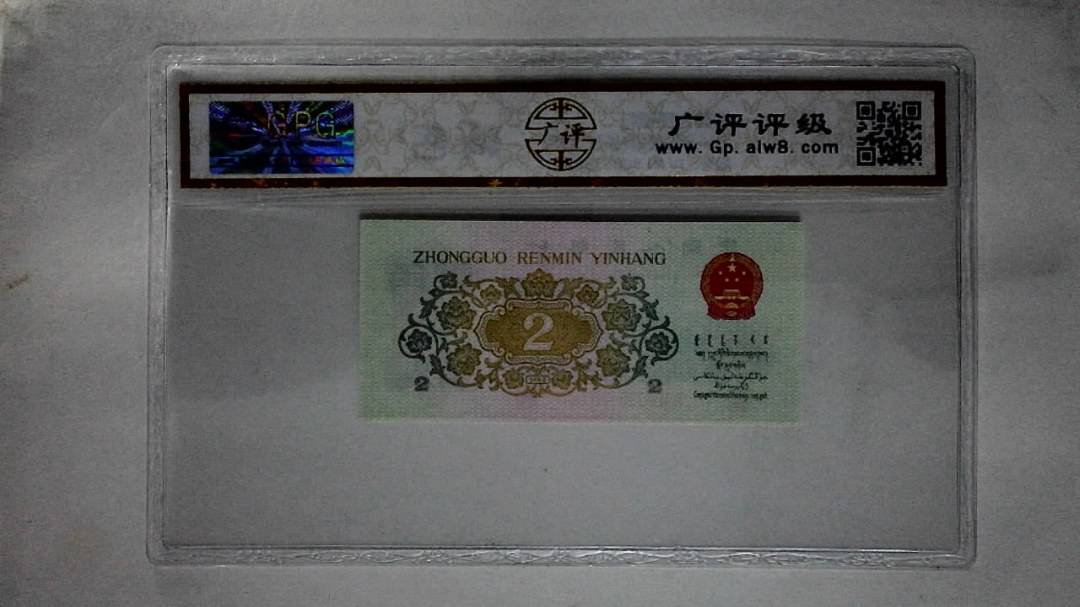 GPG
广评
广评评级
www. Gp. alw8. com
ZHONGGUO RENMIN YINHANG
2
2 2